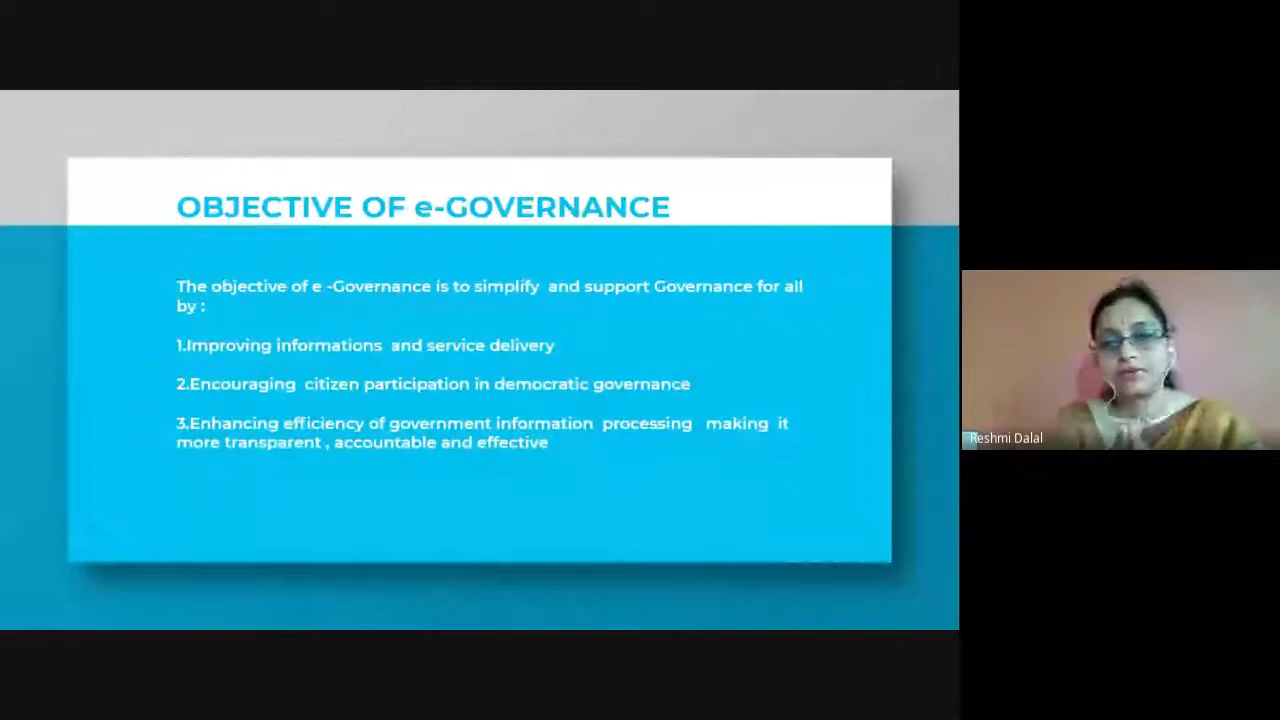 OBJECTIVE OF e-GOVERNANCE
The objective of e -Governance is to simplify  and support Governance for all
by :
1.Improving informations  and service delivery
2.Encouraging  citizen participation in democratic governance
3.Enhancing efficiency of government information  processing   making  it
more transparent , accountable and effective
Reshmi Dalal